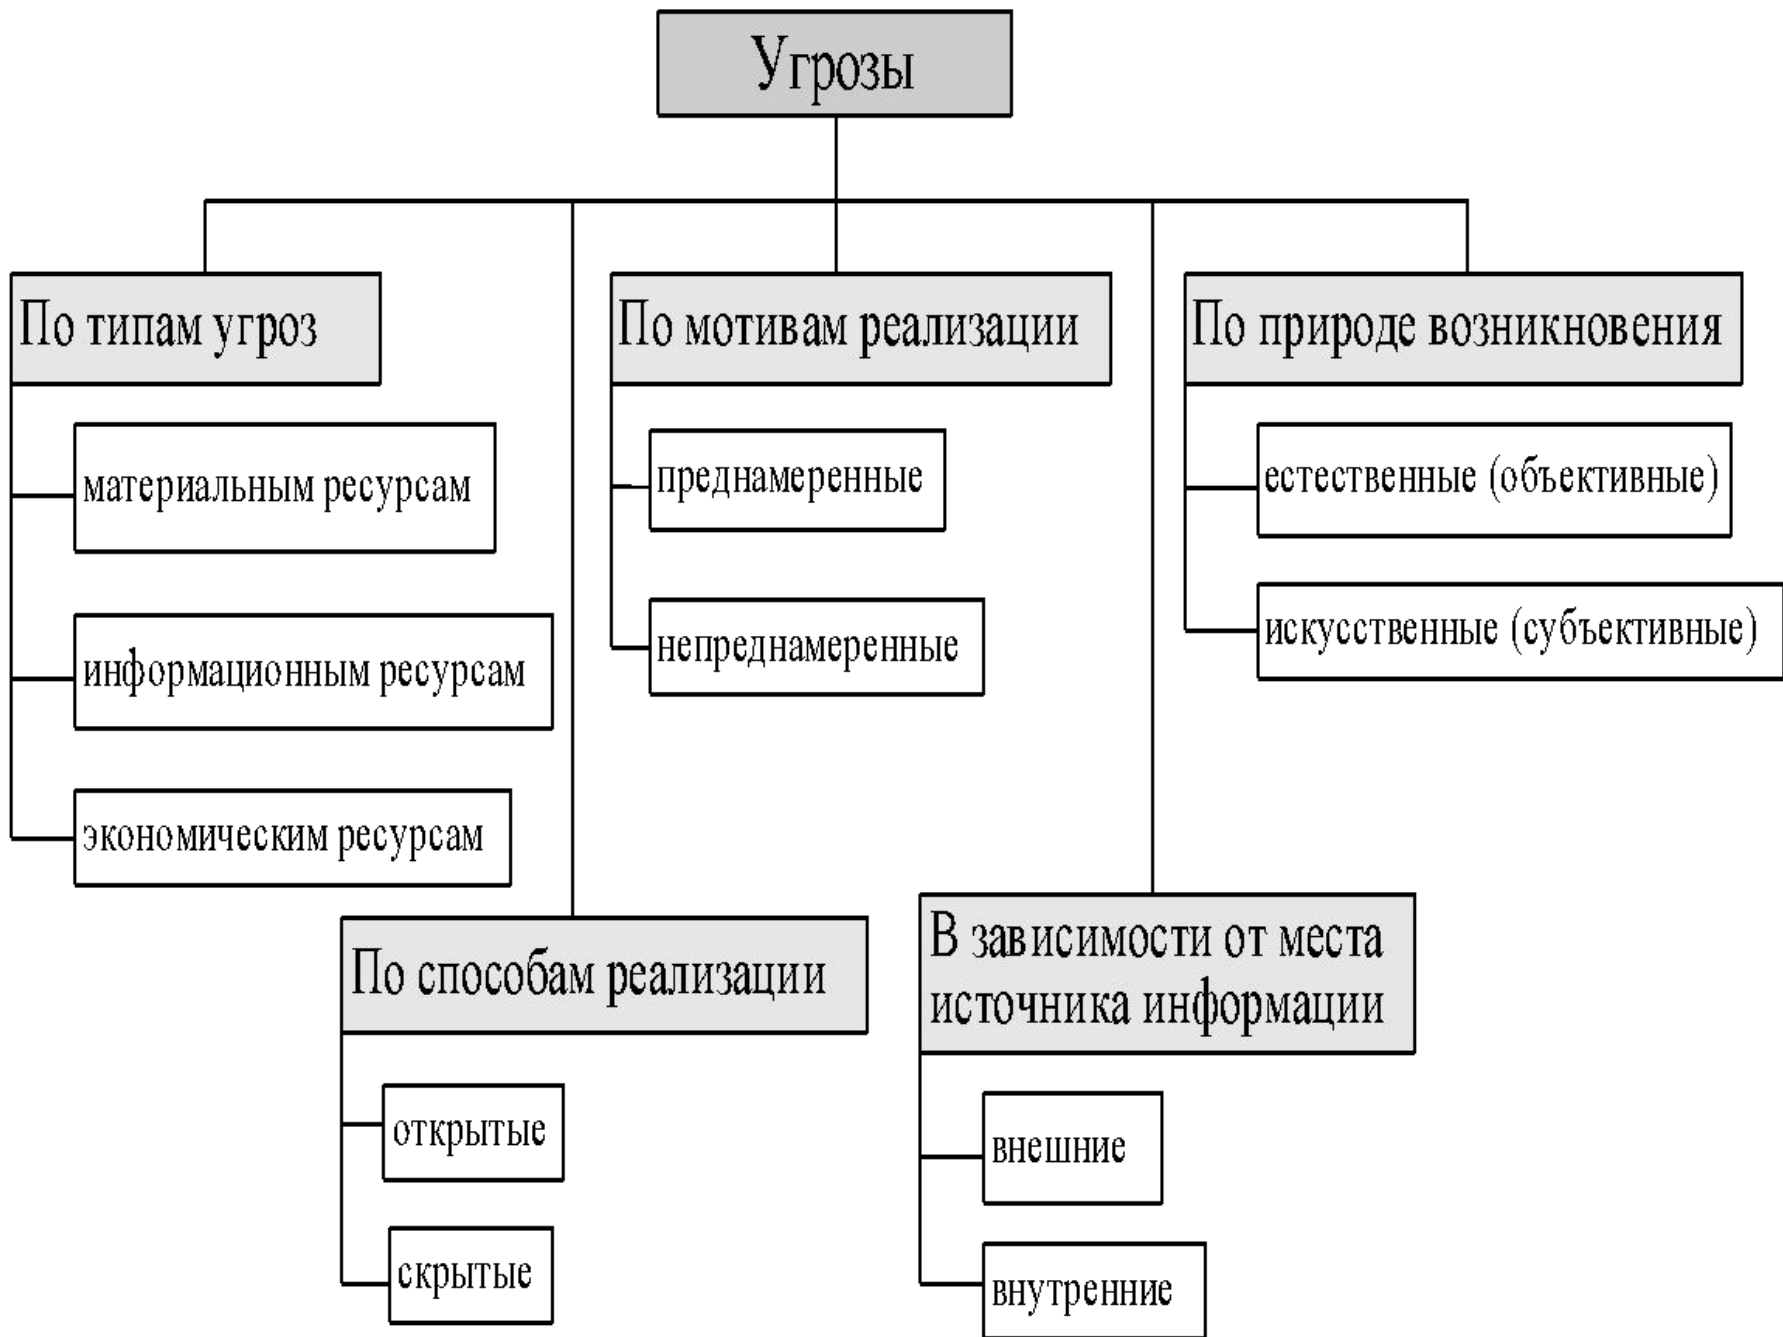 Угрозы
По типам угроз
материальным ресурсам
информационным ресурсам
экономическим ресурсам
По способам реализации
открытые
скрытые
По мотивам реализации
преднамеренные
непреднамеренные
В зависимости от места
источника информации
внешние
внутренние
По природе возникновения
естественные (объективные)
искусственные (субъективные)